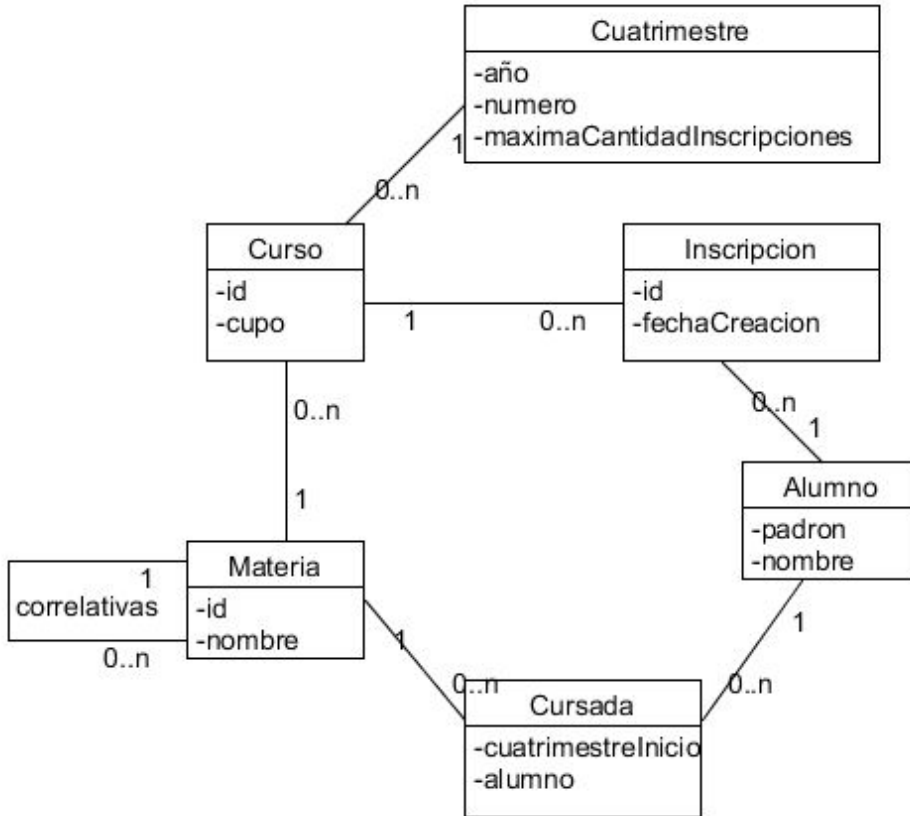 Cuatrimestre
-año
-numero
-maximaCantidadInscripciones
1
0..n
Curso
-id
-cupo
Inscripcion
-id
-fechaCreacion
1
0..n
0..n
1
0..n
1
Alumno
-padron
-nombre
Materia
-id
-nombre
1
correlativas
0..n
1
0..n
1
0..n
Cursada
-cuatrimestreInicio
-alumno